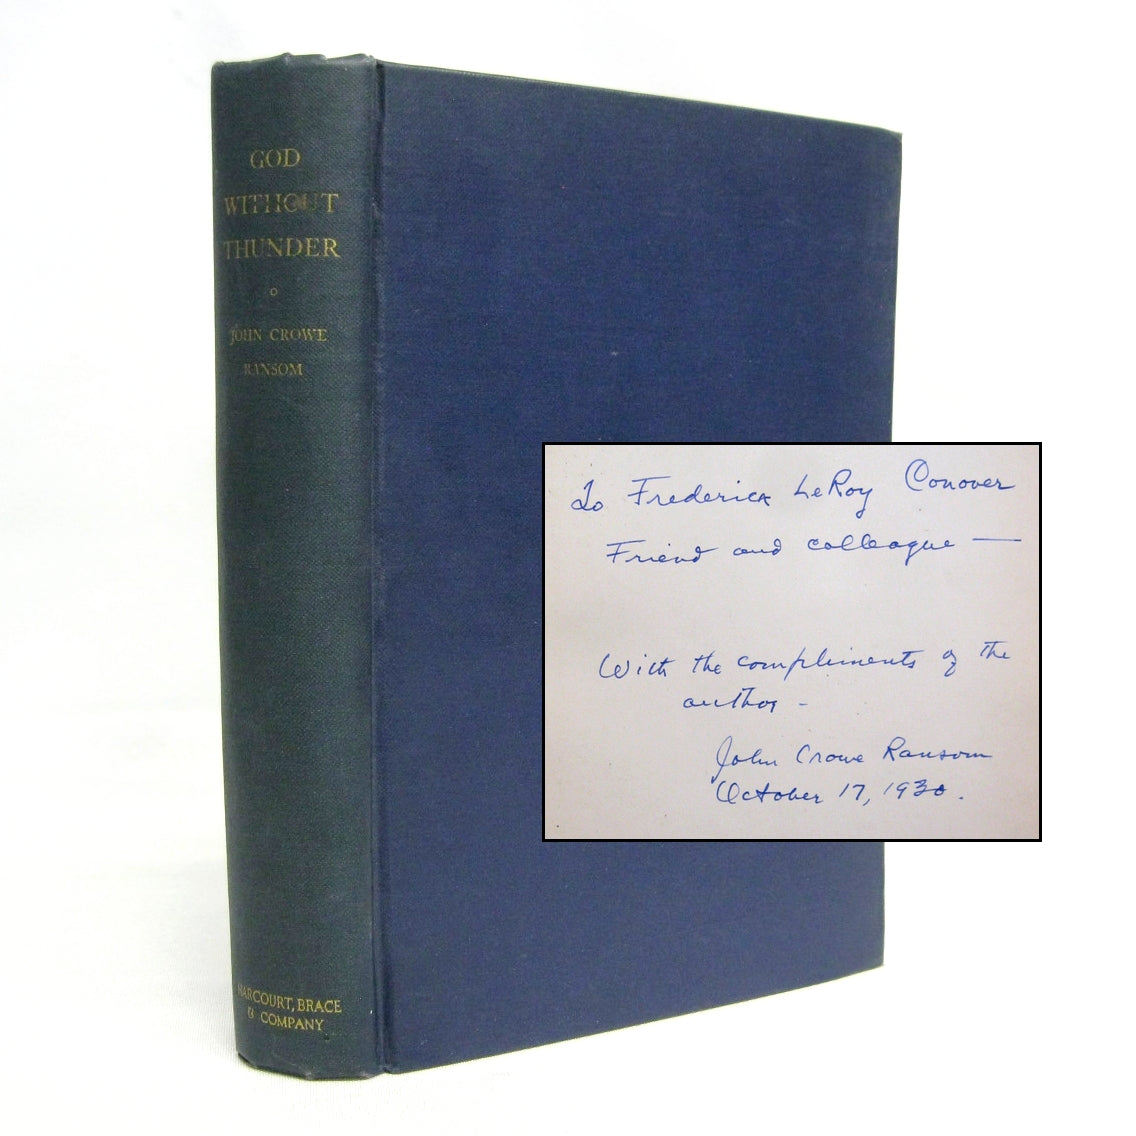 GOD
WITHOUT
THUNDER
JOHN CROWE
RANSOM
HARCOURT, BRACE
& COMPANY
To Frederick LeRoy Conover
Friend and colleague —
With the compliments of the
author -
John Crowe Ransom
October 17, 1930.